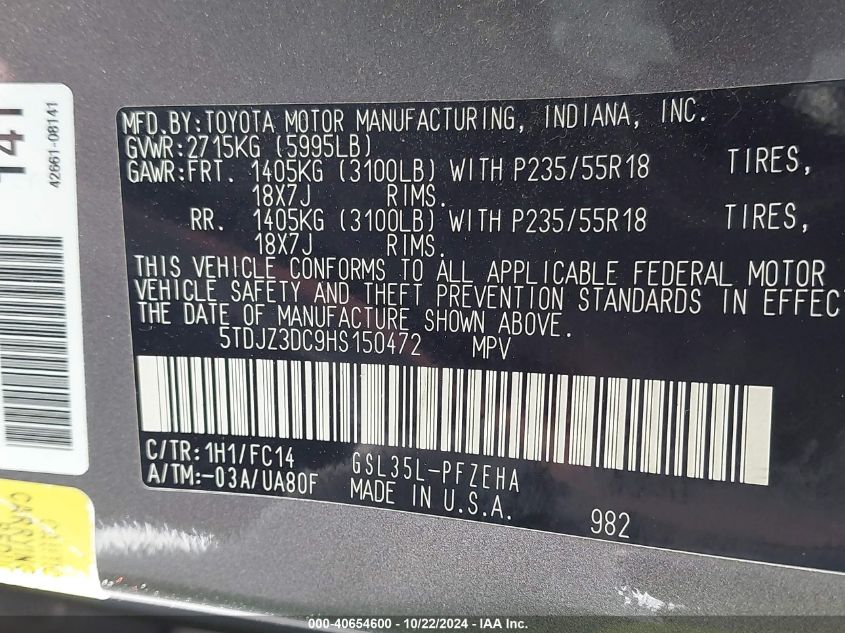 141
42661-08141
MFD.BY:TOYOTA MOTOR MANUFACTURING, INDIANA, INC.
GVWR:2715KG (5995LB)
GAWR:FRT. 1405KG (3100LB) WITH P235/55R18 TIRES,
18X7J RIMS.
RR. 1405KG (3100LB) WITH P235/55R18 TIRES,
18X7J RIMS.
THIS VEHICLE CONFORMS TO ALL APPLICABLE FEDERAL MOTOR
VEHICLE SAFETY AND THEFT PREVENTION STANDARDS IN EFFEC
THE DATE OF MANUFACTURE SHOWN ABOVE.
5TDJZ3DC9HS150472 MPV
C/TR:1H1/FC14 GSL35L-PFZEHA
A/TM:-03A/UA80F MADE IN U.S.A.
982
000-40654600 - 10/22/2024 - IAA Inc.